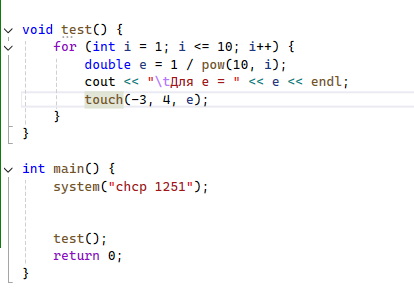 void test() {
    for (int i = 1; i <= 10; i++) {
        double e = 1 / pow(10, i);
        cout << "\tДля e = " << e << endl;
        touch(-3, 4, e);
    }
}
int main() {
    system("chcp 1251");
    test();
    return 0;
}